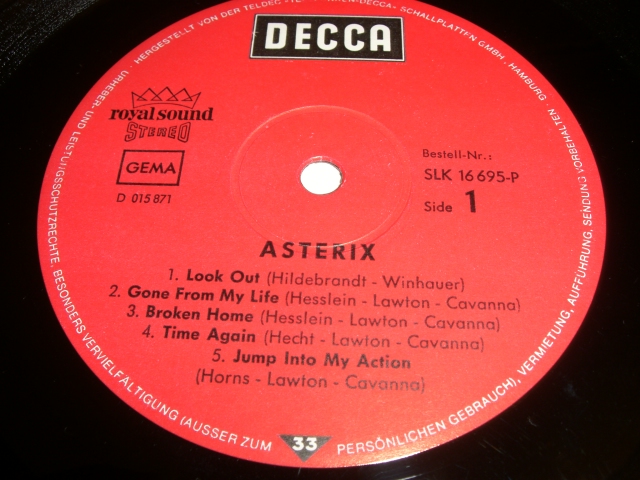 URHEBER- UND LEISTUNGSSCHUTZRECHTE, BESONDERS VERVIELFÄLTIGUNG (AUSSER ZUM PERSÖNLICHEN GEBRAUCH), VERMIETUNG, AUFFÜHRUNG, SENDUNG VORBEHALTEN
· HERGESTELLT VON DER TELDEC »TELEFUNKEN-DECCA« SCHALLPLATTEN GMBH · HAMBURG ·
DECCA
royal sound
STEREO
GEMA
D 015 871
Bestell-Nr.:
SLK 16 695-P
Side 1
ASTERIX
1. Look Out (Hildebrandt - Winhauer)
2. Gone From My Life (Hesslein - Lawton - Cavanna)
3. Broken Home (Hesslein - Lawton - Cavanna)
4. Time Again (Hecht - Lawton - Cavanna)
5. Jump Into My Action
(Horns - Lawton - Cavanna)
33